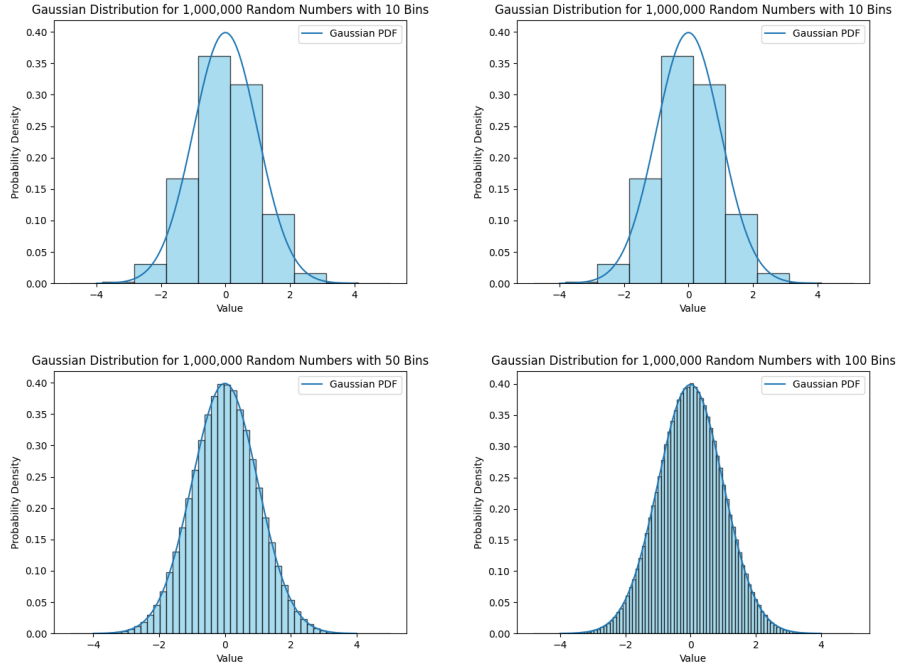 Gaussian Distribution for 1,000,000 Random Numbers with 10 Bins
Gaussian PDF
Probability Density
0.40
0.35
0.30
0.25
0.20
0.15
0.10
0.05
0.00
−4 −2 0 2 4
Value
Gaussian Distribution for 1,000,000 Random Numbers with 10 Bins
Gaussian PDF
Probability Density
0.40
0.35
0.30
0.25
0.20
0.15
0.10
0.05
0.00
−4 −2 0 2 4
Value
Gaussian Distribution for 1,000,000 Random Numbers with 50 Bins
Gaussian PDF
Probability Density
0.40
0.35
0.30
0.25
0.20
0.15
0.10
0.05
0.00
−4 −2 0 2 4
Value
Gaussian Distribution for 1,000,000 Random Numbers with 100 Bins
Gaussian PDF
Probability Density
0.40
0.35
0.30
0.25
0.20
0.15
0.10
0.05
0.00
−4 −2 0 2 4
Value